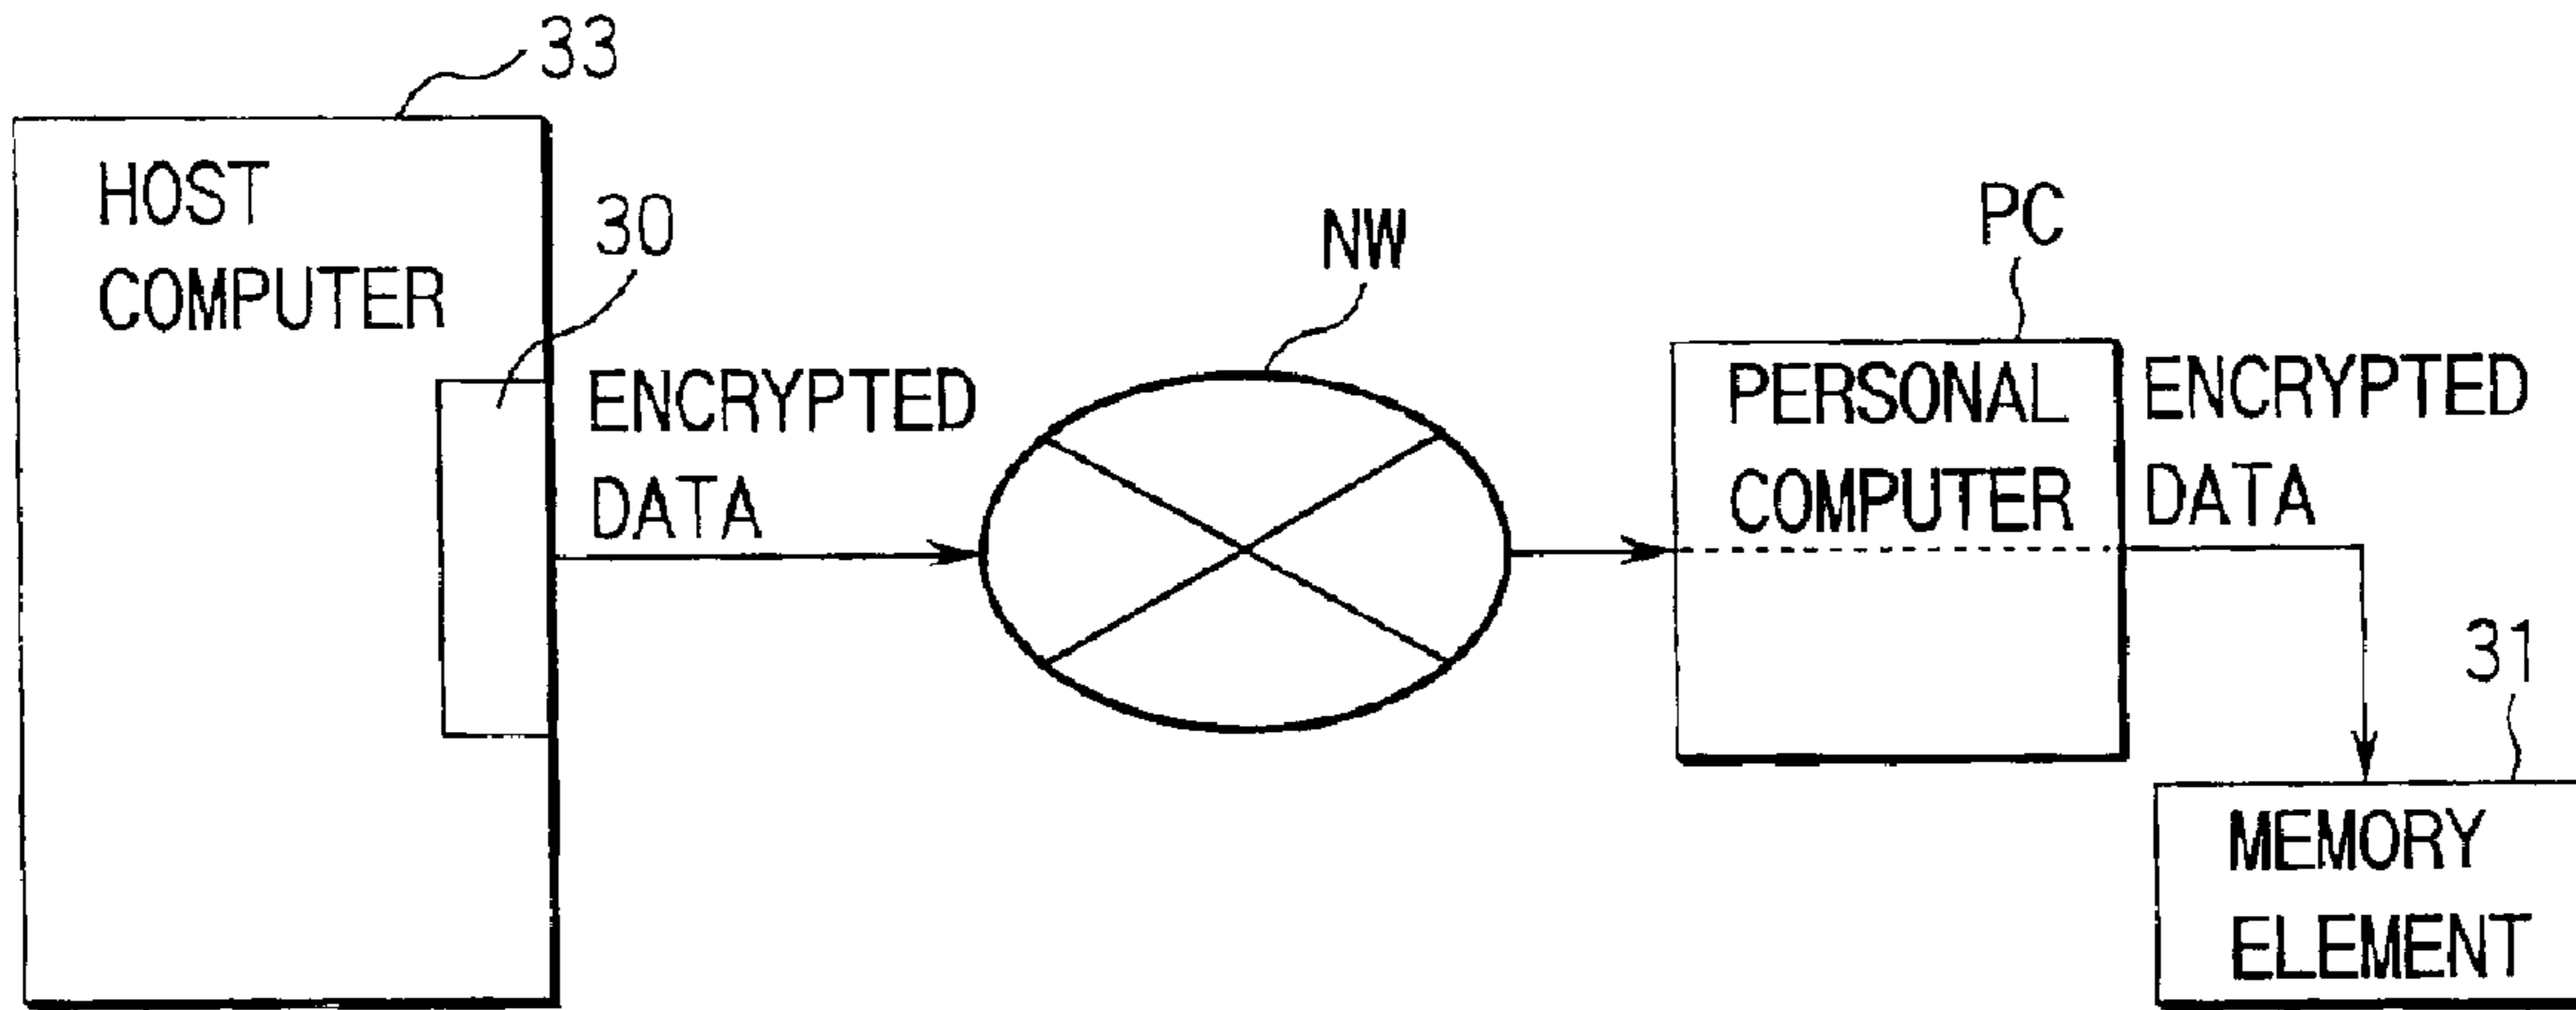 33
HOST
COMPUTER
30
ENCRYPTED
DATA
NW
PC
PERSONAL
COMPUTER
ENCRYPTED
DATA
31
MEMORY
ELEMENT